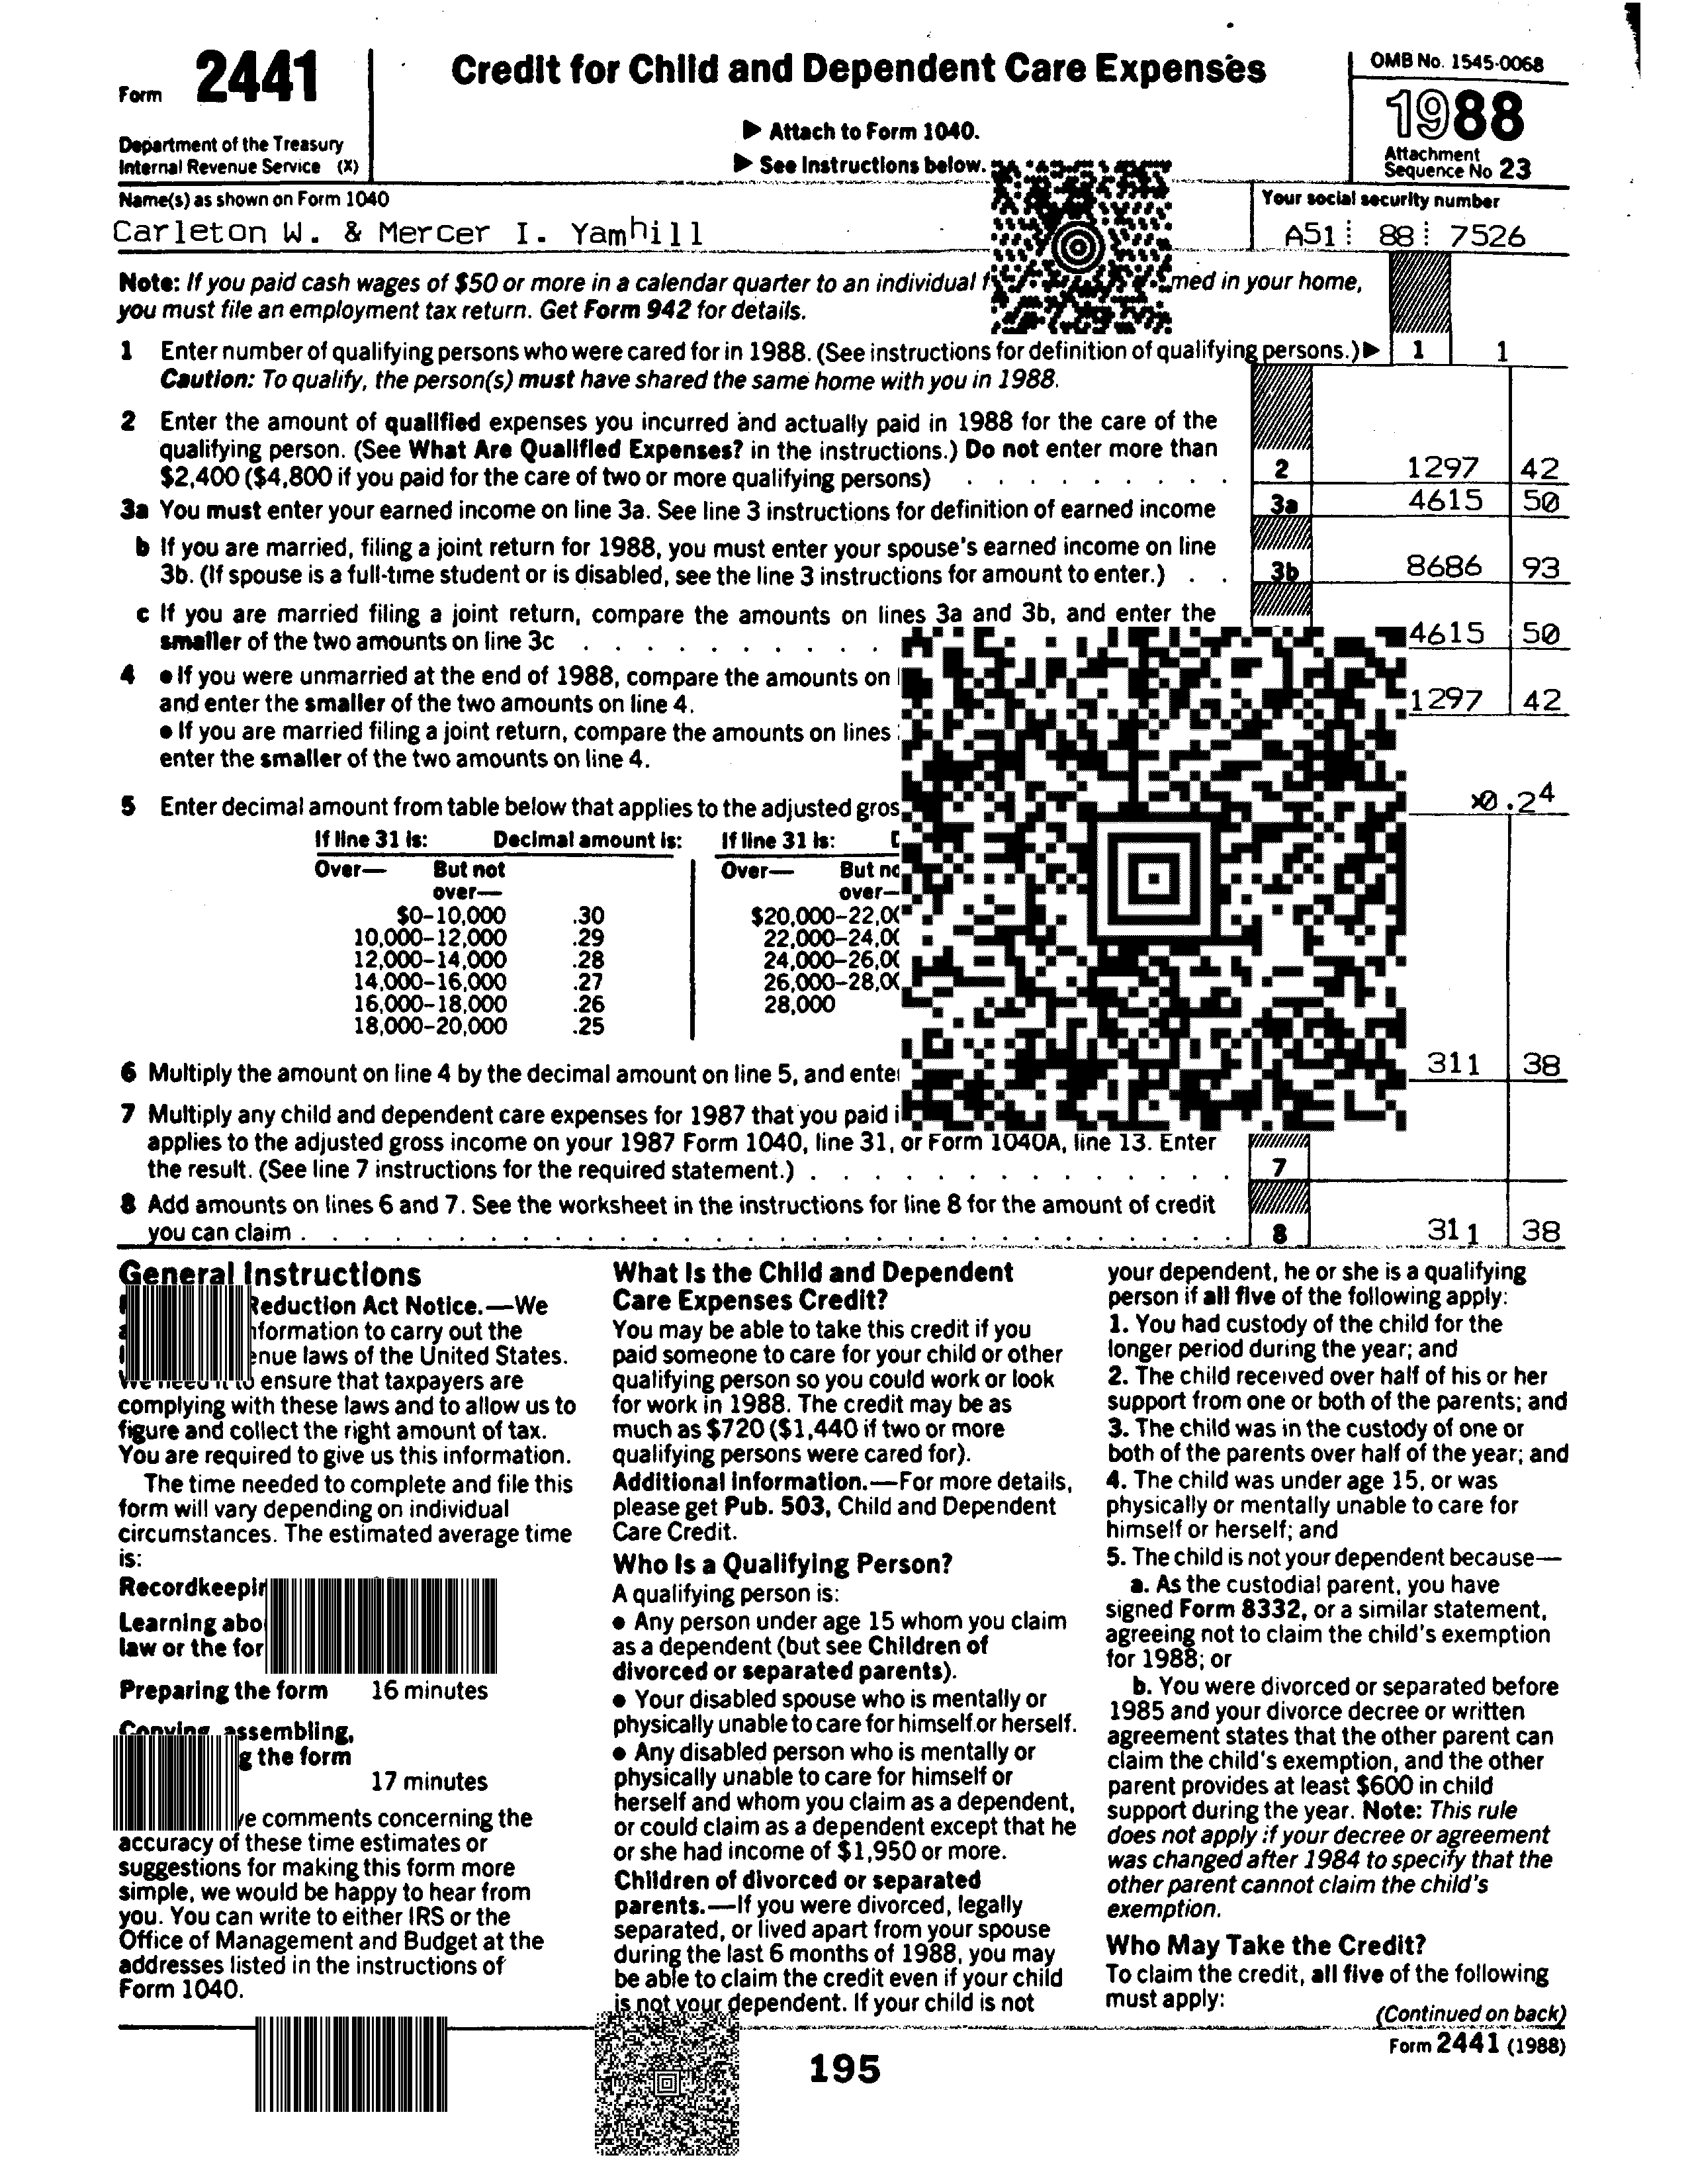 Form 2441
Credit for Child and Dependent Care Expenses
OMB No. 1545-0068
1988
▶ Attach to Form 1040.
▶ See Instructions below.
Department of the Treasury
Internal Revenue Service (X)
Attachment
Sequence No 23
Name(s) as shown on Form 1040
Your social security number
Carleton W. & Mercer I. Yamhill
A51 88 7526
Note: If you paid cash wages of $50 or more in a calendar quarter to an individual med in your home,
you must file an employment tax return. Get Form 942 for details.
1 Enter number of qualifying persons who were cared for in 1988. (See instructions for definition of qualifying persons.) ▶ 1 1
Caution: To qualify, the person(s) must have shared the same home with you in 1988.
2 Enter the amount of qualified expenses you incurred and actually paid in 1988 for the care of the
qualifying person. (See What Are Qualified Expenses? in the instructions.) Do not enter more than
$2,400 ($4,800 if you paid for the care of two or more qualifying persons) . . . . . . . . . 2 1297 42
3a You must enter your earned income on line 3a. See line 3 instructions for definition of earned income 3a 4615 50
b If you are married, filing a joint return for 1988, you must enter your spouse's earned income on line
3b. (If spouse is a full-time student or is disabled, see the line 3 instructions for amount to enter.) . . 3b 8686 93
c If you are married filing a joint return, compare the amounts on lines 3a and 3b, and enter the
smaller of the two amounts on line 3c . . . . . . . . . . 4615 50
4 ● If you were unmarried at the end of 1988, compare the amounts on
and enter the smaller of the two amounts on line 4. 1297 42
● If you are married filing a joint return, compare the amounts on lines
enter the smaller of the two amounts on line 4.
5 Enter decimal amount from table below that applies to the adjusted gros x0.24
If line 31 is: Decimal amount is: If line 31 is:
Over— But not over— Over— But no over—
$0–10,000 .30 $20,000–22,0
10,000–12,000 .29 22,000–24,0
12,000–14,000 .28 24,000–26,0
14,000–16,000 .27 26,000–28,0
16,000–18,000 .26 28,000
18,000–20,000 .25
6 Multiply the amount on line 4 by the decimal amount on line 5, and ente 311 38
7 Multiply any child and dependent care expenses for 1987 that you paid i
applies to the adjusted gross income on your 1987 Form 1040, line 31, or Form 1040A, line 13. Enter
the result. (See line 7 instructions for the required statement.) . . . . . . . . . . . . . . 7
8 Add amounts on lines 6 and 7. See the worksheet in the instructions for line 8 for the amount of credit
you can claim . . . . . . . . . . . . . . . . . . . . . . . . . . . . . . 8 311 38
General Instructions
Reduction Act Notice.—We
formation to carry out the
enue laws of the United States.
We need it to ensure that taxpayers are
complying with these laws and to allow us to
figure and collect the right amount of tax.
You are required to give us this information.
The time needed to complete and file this
form will vary depending on individual
circumstances. The estimated average time
is:
Recordkeepin
Learning abo
law or the for
Preparing the form 16 minutes
Copying, assembling,
g the form
17 minutes
ve comments concerning the
accuracy of these time estimates or
suggestions for making this form more
simple, we would be happy to hear from
you. You can write to either IRS or the
Office of Management and Budget at the
addresses listed in the instructions of
Form 1040.
What Is the Child and Dependent
Care Expenses Credit?
You may be able to take this credit if you
paid someone to care for your child or other
qualifying person so you could work or look
for work in 1988. The credit may be as
much as $720 ($1,440 if two or more
qualifying persons were cared for).
Additional Information.—For more details,
please get Pub. 503, Child and Dependent
Care Credit.
Who Is a Qualifying Person?
A qualifying person is:
● Any person under age 15 whom you claim
as a dependent (but see Children of
divorced or separated parents).
● Your disabled spouse who is mentally or
physically unable to care for himself or herself.
● Any disabled person who is mentally or
physically unable to care for himself or
herself and whom you claim as a dependent,
or could claim as a dependent except that he
or she had income of $1,950 or more.
Children of divorced or separated
parents.—If you were divorced, legally
separated, or lived apart from your spouse
during the last 6 months of 1988, you may
be able to claim the credit even if your child
is not your dependent. If your child is not
your dependent, he or she is a qualifying
person if all five of the following apply:
1. You had custody of the child for the
longer period during the year; and
2. The child received over half of his or her
support from one or both of the parents; and
3. The child was in the custody of one or
both of the parents over half of the year; and
4. The child was under age 15, or was
physically or mentally unable to care for
himself or herself; and
5. The child is not your dependent because—
a. As the custodial parent, you have
signed Form 8332, or a similar statement,
agreeing not to claim the child's exemption
for 1988; or
b. You were divorced or separated before
1985 and your divorce decree or written
agreement states that the other parent can
claim the child's exemption, and the other
parent provides at least $600 in child
support during the year. Note: This rule
does not apply if your decree or agreement
was changed after 1984 to specify that the
other parent cannot claim the child's
exemption.
Who May Take the Credit?
To claim the credit, all five of the following
must apply:
(Continued on back)
Form 2441 (1988)
195